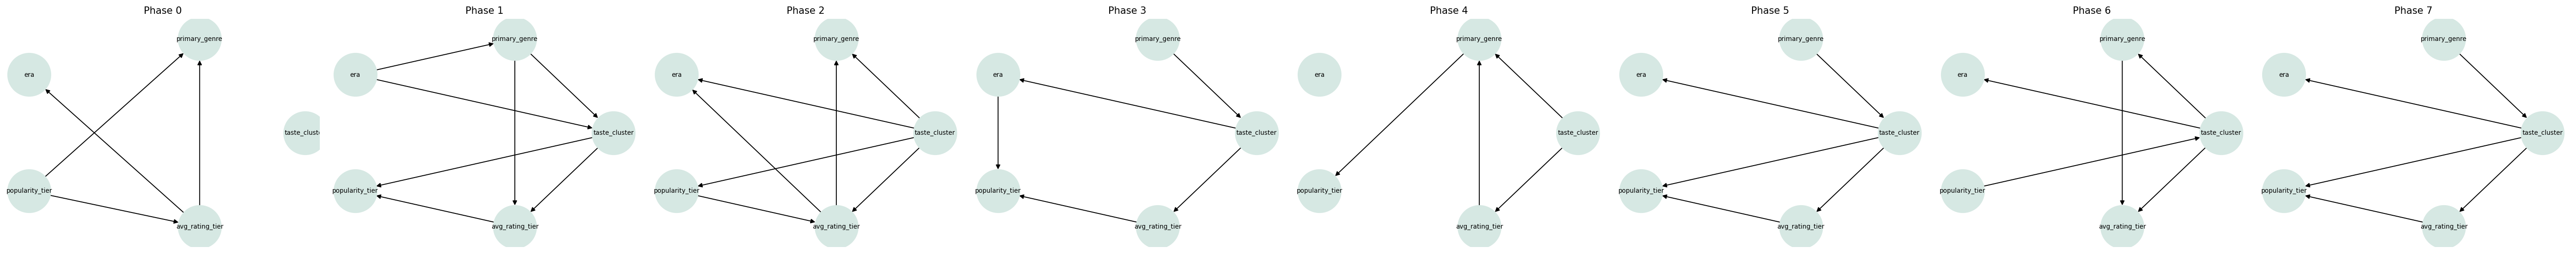 Phase 0
primary_genre
era
taste_clust
popularity_tier
avg_rating_tier
Phase 1
primary_genre
era
taste_cluster
popularity_tier
avg_rating_tier
Phase 2
primary_genre
era
taste_cluster
popularity_tier
avg_rating_tier
Phase 3
primary_genre
era
taste_cluster
popularity_tier
avg_rating_tier
Phase 4
primary_genre
era
taste_cluster
popularity_tier
avg_rating_tier
Phase 5
primary_genre
era
taste_cluster
popularity_tier
avg_rating_tier
Phase 6
primary_genre
era
taste_cluster
popularity_tier
avg_rating_tier
Phase 7
primary_genre
era
taste_cluster
popularity_tier
avg_rating_tier